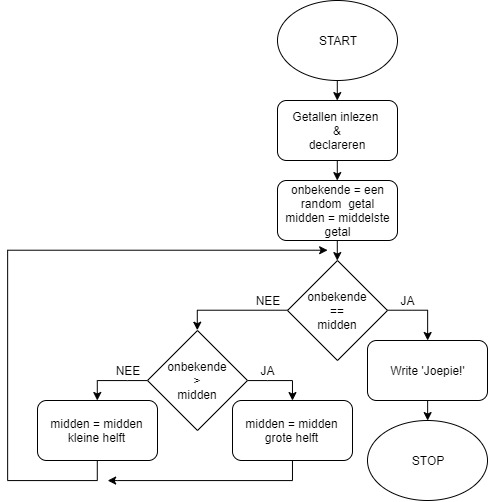 START
Getallen inlezen
&
declareren
onbekende = een
random getal
midden = middelste
getal
onbekende
==
midden
NEE
JA
onbekende
>
midden
NEE
JA
Write 'Joepie!'
midden = midden
kleine helft
midden = midden
grote helft
STOP